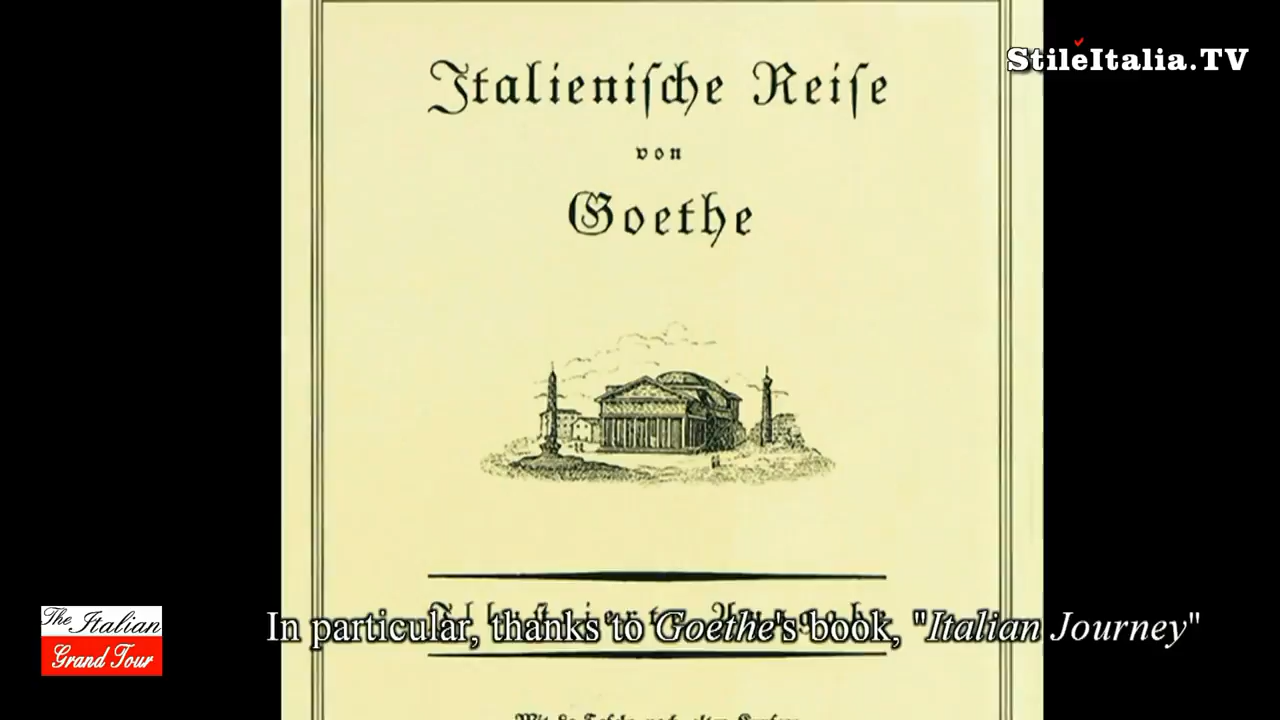 StileItalia.TV
Italieniſche Reiſe
von
Goethe
The Italian
Grand Tour
In particular, thanks to Goethe's book, "Italian Journey"